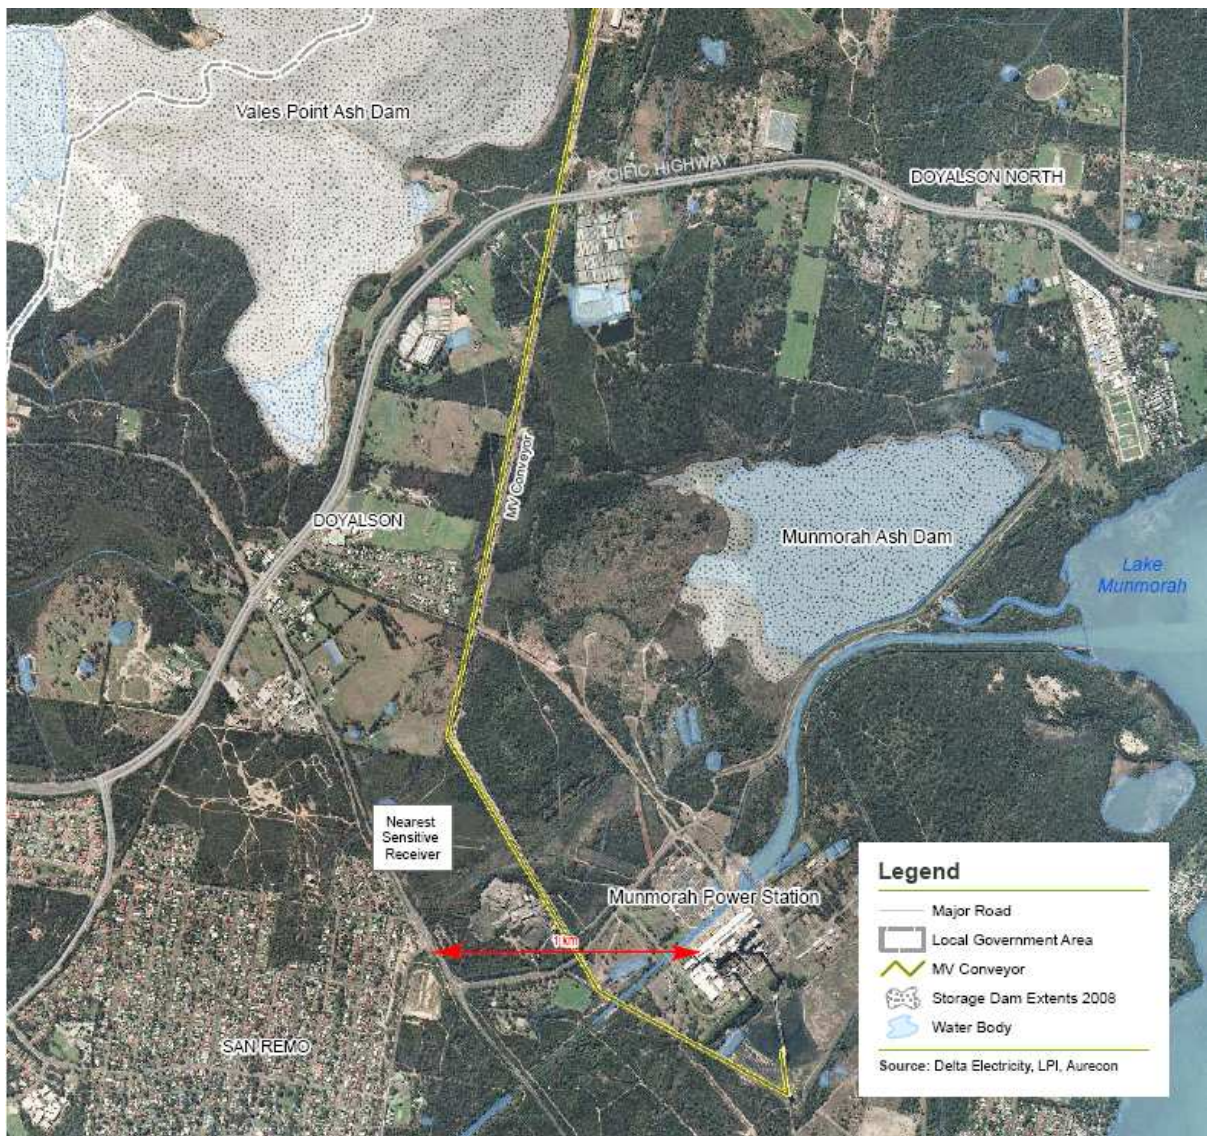 Vales Point Ash Dam
PACIFIC HIGHWAY
DOYALSON NORTH
MV Conveyor
DOYALSON
Munmorah Ash Dam
Lake
Munmorah
Nearest
Sensitive
Receiver
Munmorah Power Station
1 km
SAN REMO
Legend
Major Road
Local Government Area
MV Conveyor
Storage Dam Extents 2008
Water Body
Source: Delta Electricity, LPI, Aurecon